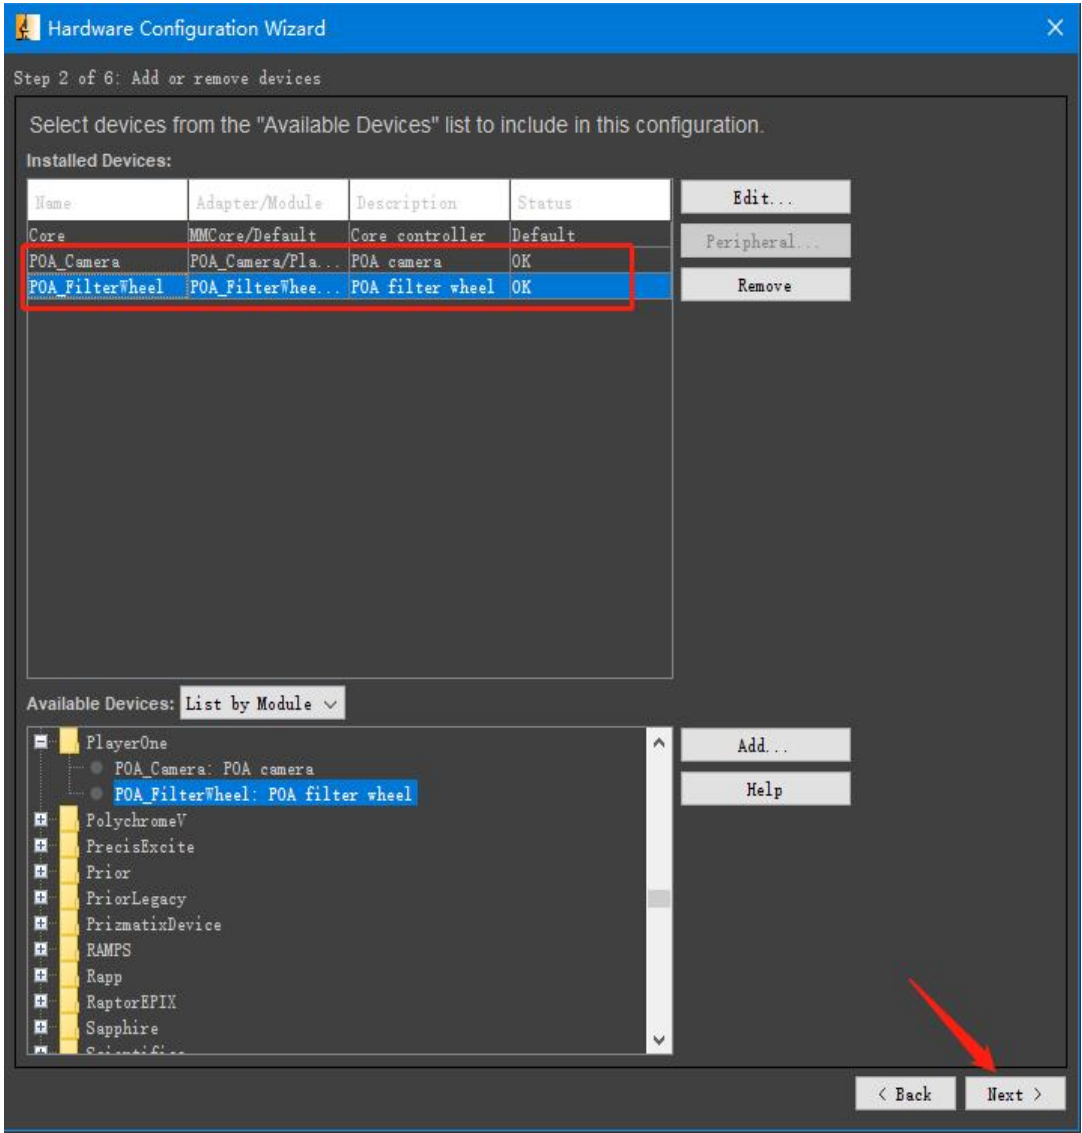 Hardware Configuration Wizard
Step 2 of 6: Add or remove devices
Select devices from the "Available Devices" list to include in this configuration.
Installed Devices:
Name Adapter/Module Description Status
Edit...
Core MMCore/Default Core controller Default
Peripheral...
POA_Camera POA_Camera/Pla... POA camera OK
POA_FilterWheel POA_FilterWhee... POA filter wheel OK
Remove
Available Devices: List by Module
PlayerOne
Add...
POA_Camera: POA camera
POA_FilterWheel: POA filter wheel
Help
PolychromeV
PrecisExcite
Prior
PriorLegacy
PrizmatixDevice
RAMPS
Rapp
RaptorEPIX
Sapphire
< Back Next >